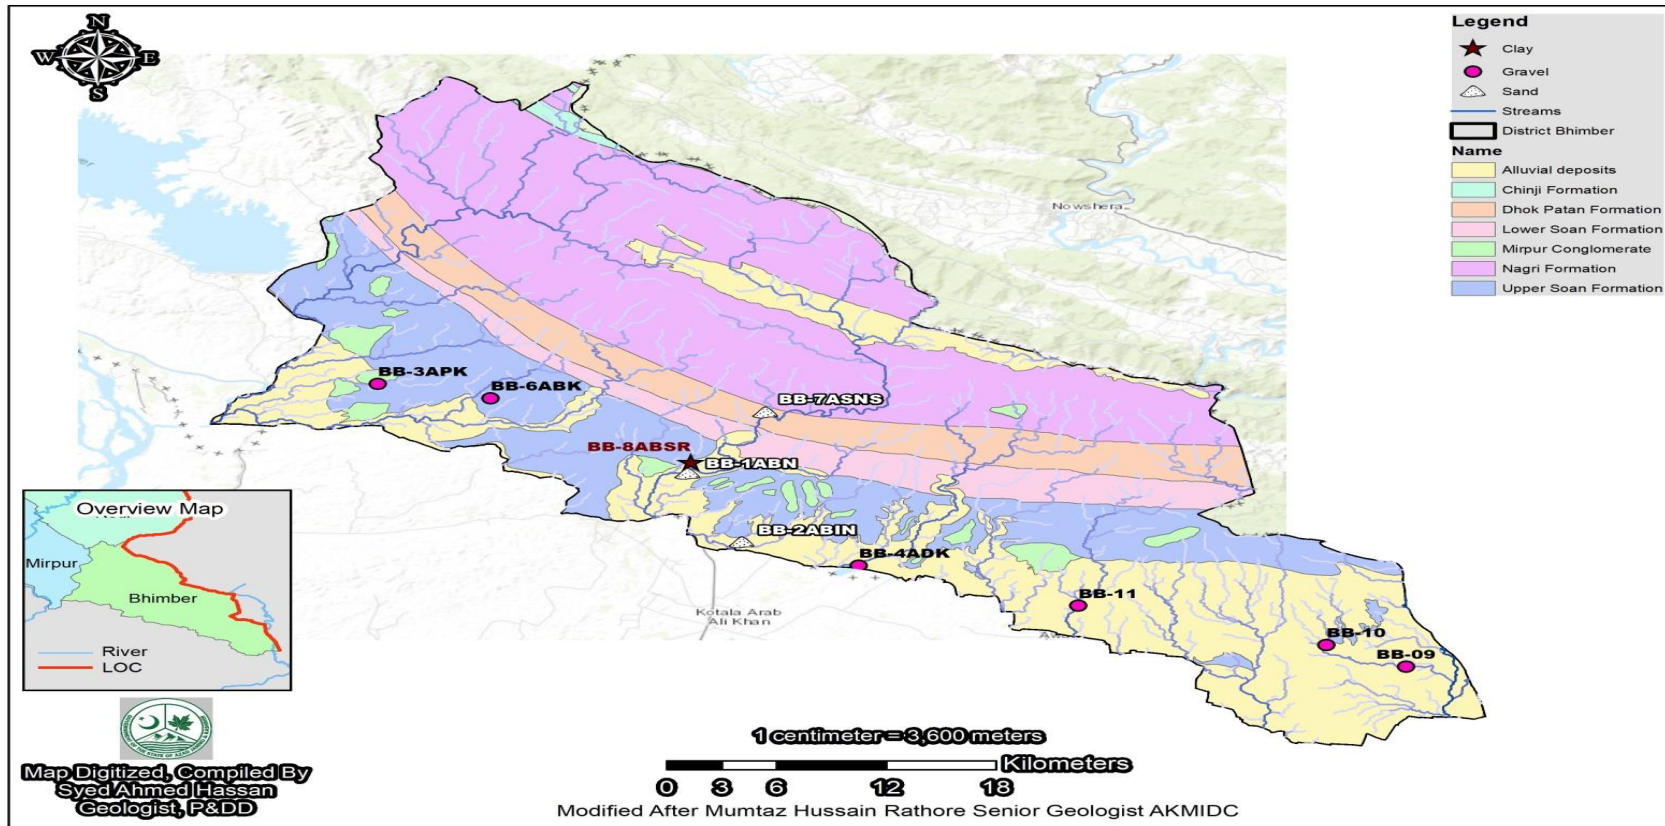 N
W
E
S
Legend
Clay
Gravel
Sand
Streams
District Bhimber
Name
Alluvial deposits
Chinji Formation
Dhok Patan Formation
Lower Soan Formation
Mirpur Conglomerate
Nagri Formation
Upper Soan Formation
Nowshera
BB-3APK
BB-6ABK
BB-7ASNS
BB-8ABSR
BB-1ABN
BB-2ABIN
BB-4ADK
BB-11
BB-10
BB-09
Kotala Arab
Ali Khan
Overview Map
Mirpur
Bhimber
River
LOC
Map Digitized, Compiled By
Syed Ahmed Hassan
Geologist, P&DD
1 centimeter = 3,600 meters
Kilometers
0 3 6 12 18
Modified After Mumtaz Hussain Rathore Senior Geologist AKMIDC